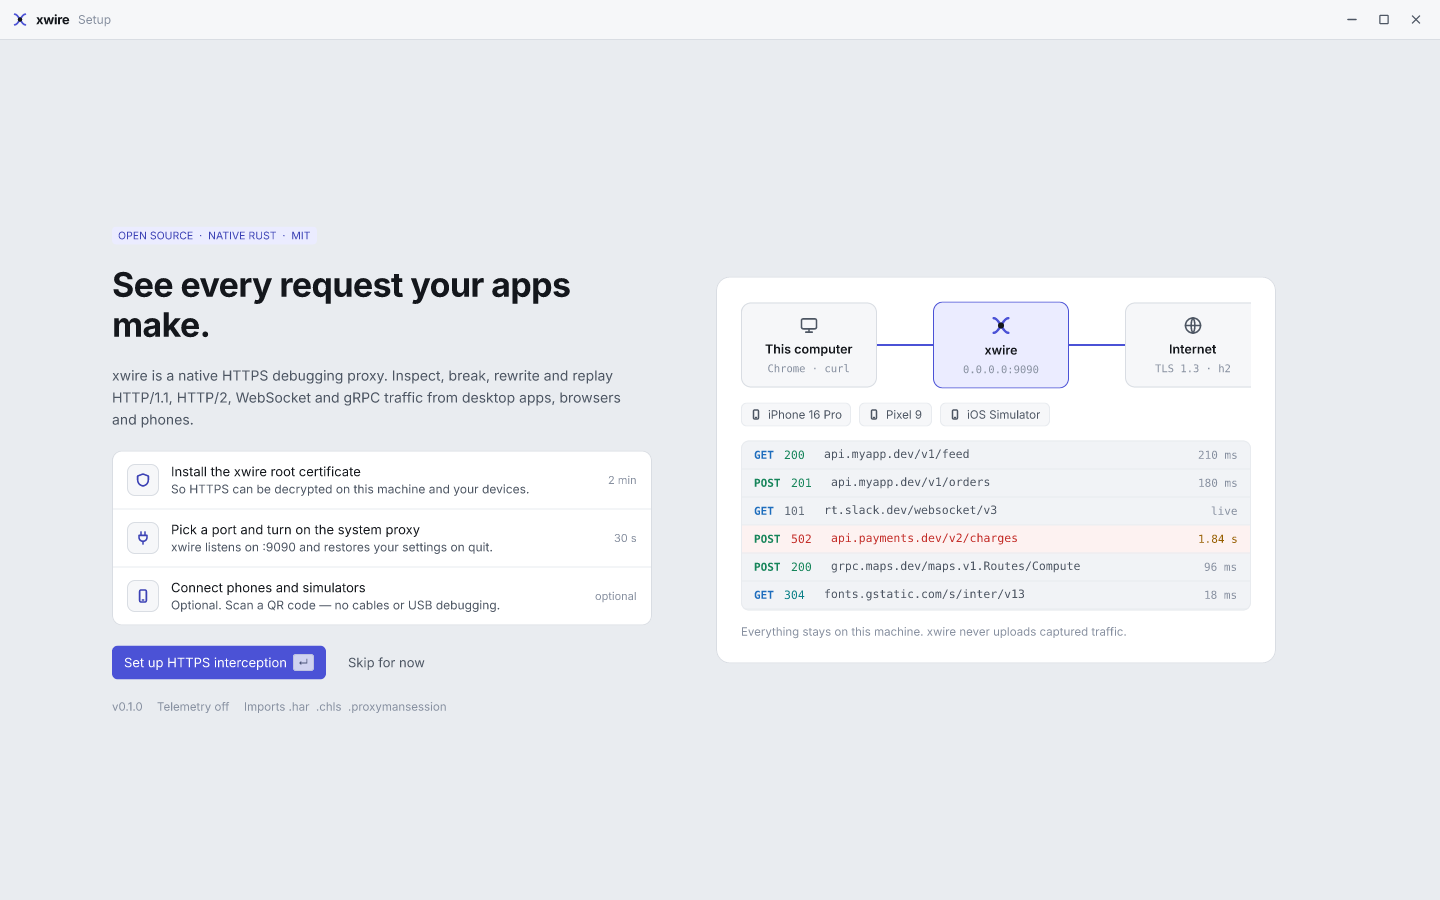 xwire Setup
OPEN SOURCE · NATIVE RUST · MIT
See every request your apps
make.
xwire is a native HTTPS debugging proxy. Inspect, break, rewrite and replay
HTTP/1.1, HTTP/2, WebSocket and gRPC traffic from desktop apps, browsers
and phones.
Install the xwire root certificate
So HTTPS can be decrypted on this machine and your devices.
2 min
Pick a port and turn on the system proxy
xwire listens on :9090 and restores your settings on quit.
30 s
Connect phones and simulators
Optional. Scan a QR code — no cables or USB debugging.
optional
Set up HTTPS interception ↵ Skip for now
v0.1.0 Telemetry off Imports .har .chls .proxymansession
This computer
Chrome · curl
xwire
0.0.0.0:9090
Internet
TLS 1.3 · h2
iPhone 16 Pro Pixel 9 iOS Simulator
GET 200 api.myapp.dev/v1/feed 210 ms
POST 201 api.myapp.dev/v1/orders 180 ms
GET 101 rt.slack.dev/websocket/v3 live
POST 502 api.payments.dev/v2/charges 1.84 s
POST 200 grpc.maps.dev/maps.v1.Routes/Compute 96 ms
GET 304 fonts.gstatic.com/s/inter/v13 18 ms
Everything stays on this machine. xwire never uploads captured traffic.